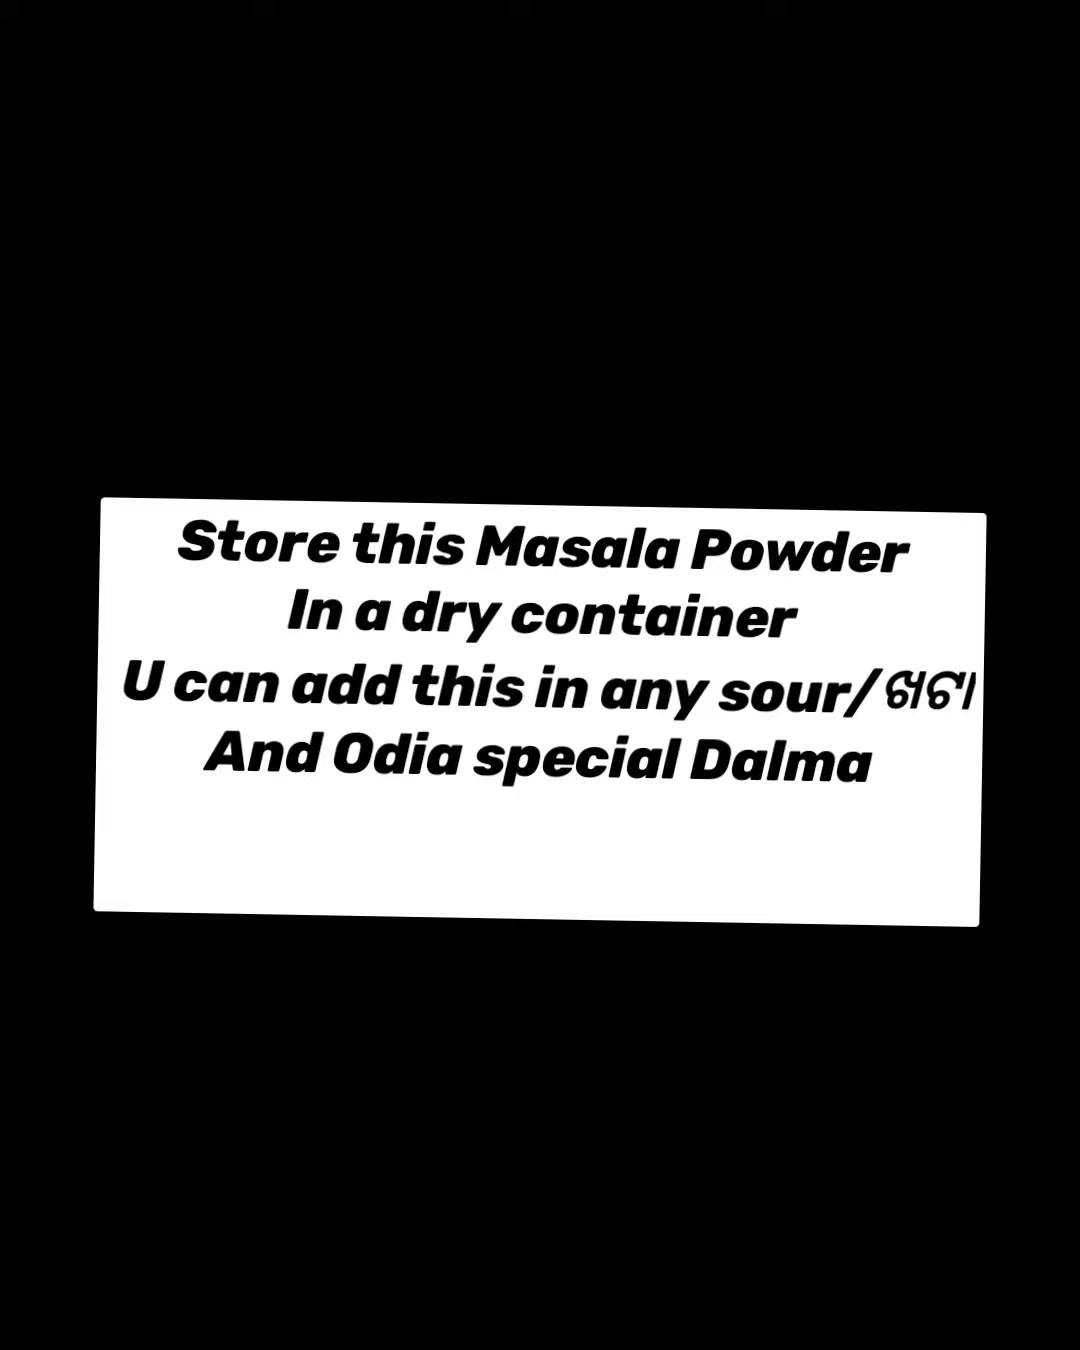 Store this Masala Powder
In a dry container
U can add this in any sour/ଖଟା
And Odia special Dalma